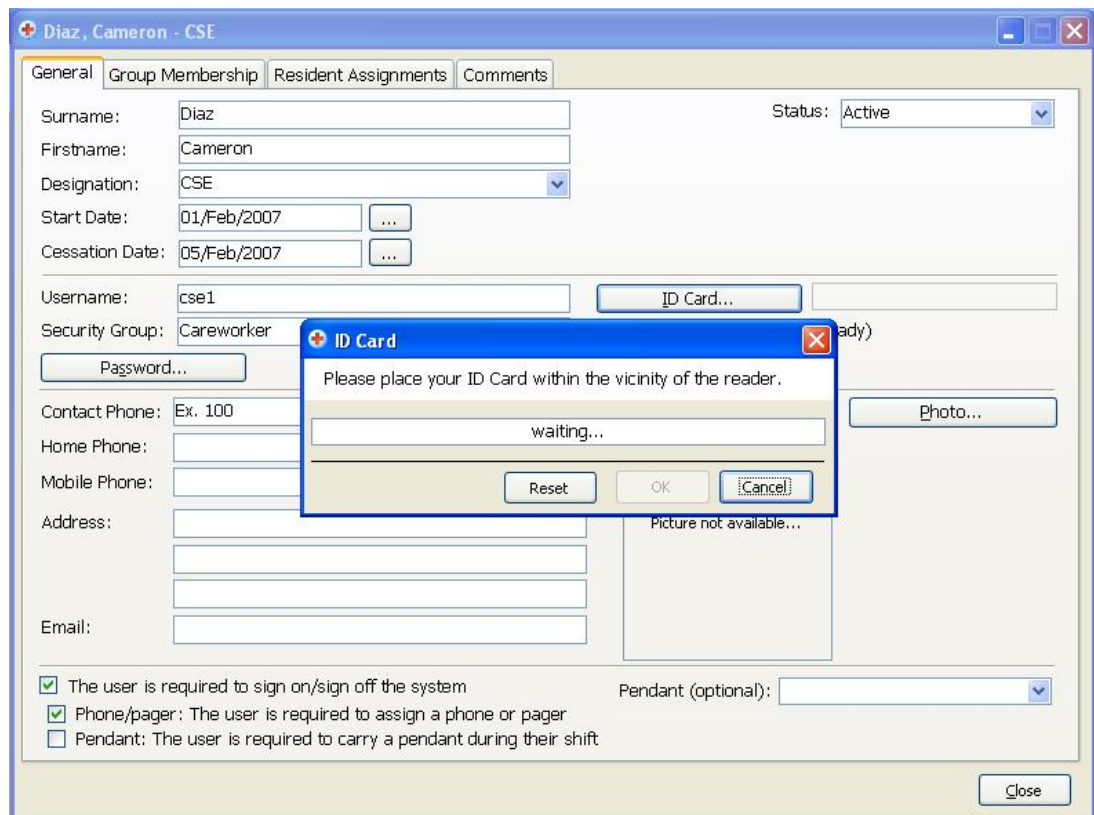 Diaz, Cameron - CSE
General Group Membership Resident Assignments Comments
Surname: Diaz Status: Active
Firstname: Cameron
Designation: CSE
Start Date: 01/Feb/2007 ...
Cessation Date: 05/Feb/2007 ...
Username: cse1 ID Card...
Security Group: Careworker ady)
ID Card
Password...
Please place your ID Card within the vicinity of the reader.
Contact Phone: Ex. 100 Photo...
waiting...
Home Phone:
Mobile Phone:
Reset OK Cancel
Address: Picture not available...
Email:
The user is required to sign on/sign off the system Pendant (optional):
Phone/pager: The user is required to assign a phone or pager
Pendant: The user is required to carry a pendant during their shift
Close